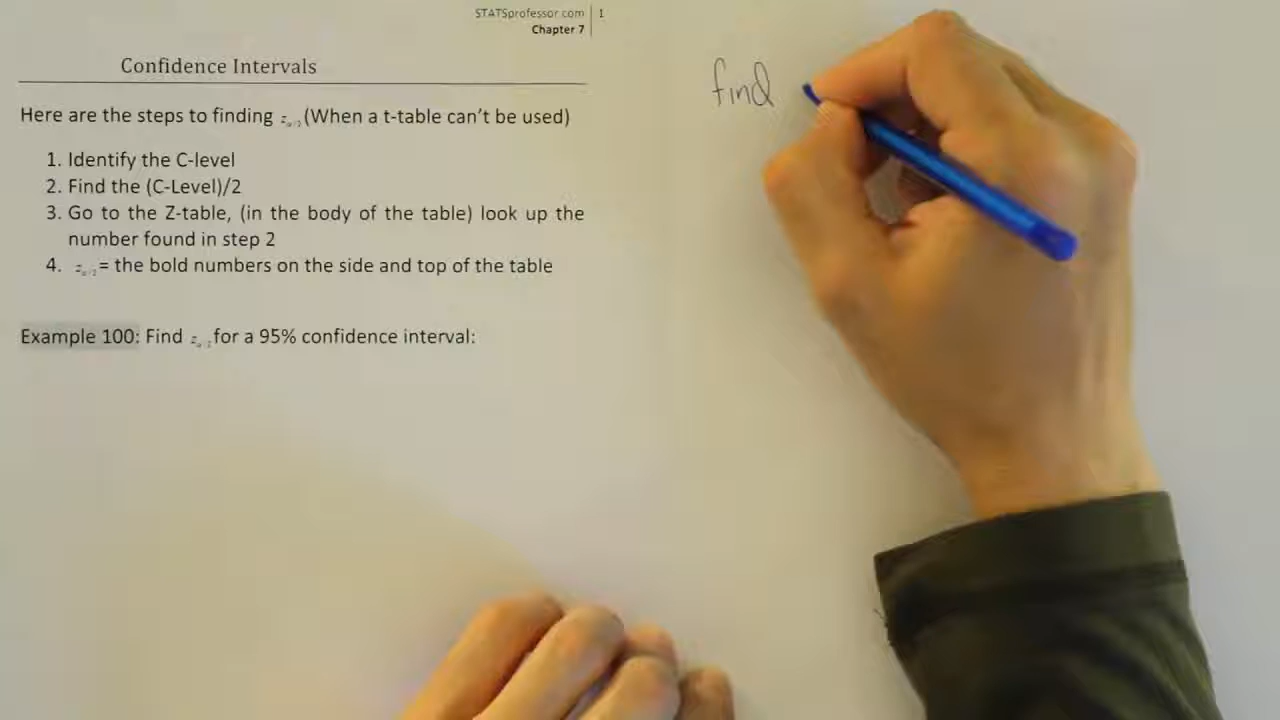 STATSprofessor.com | 1
Chapter 7
Confidence Intervals
Here are the steps to finding z α/2 (When a t-table can't be used)
1. Identify the C-level
2. Find the (C-Level)/2
3. Go to the Z-table, (in the body of the table) look up the
number found in step 2
4. z α/2 = the bold numbers on the side and top of the table
Example 100: Find z α/2 for a 95% confidence interval:
find